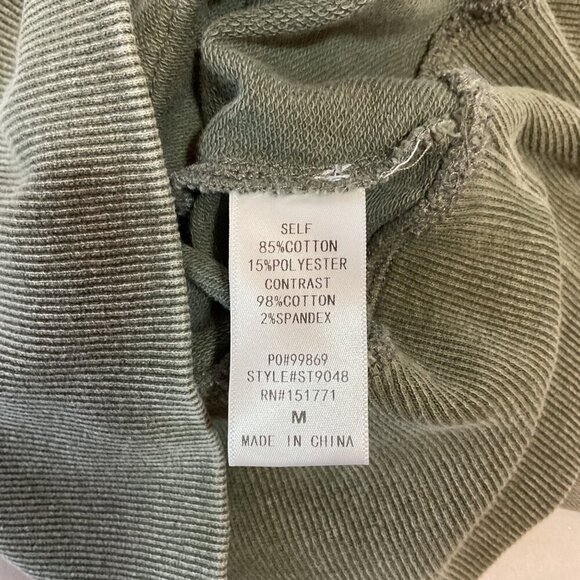 SELF
85%COTTON
15%POLYESTER
CONTRAST
98%COTTON
2%SPANDEX
PO#99869
STYLE#ST9048
RN#151771
M
MADE IN CHINA